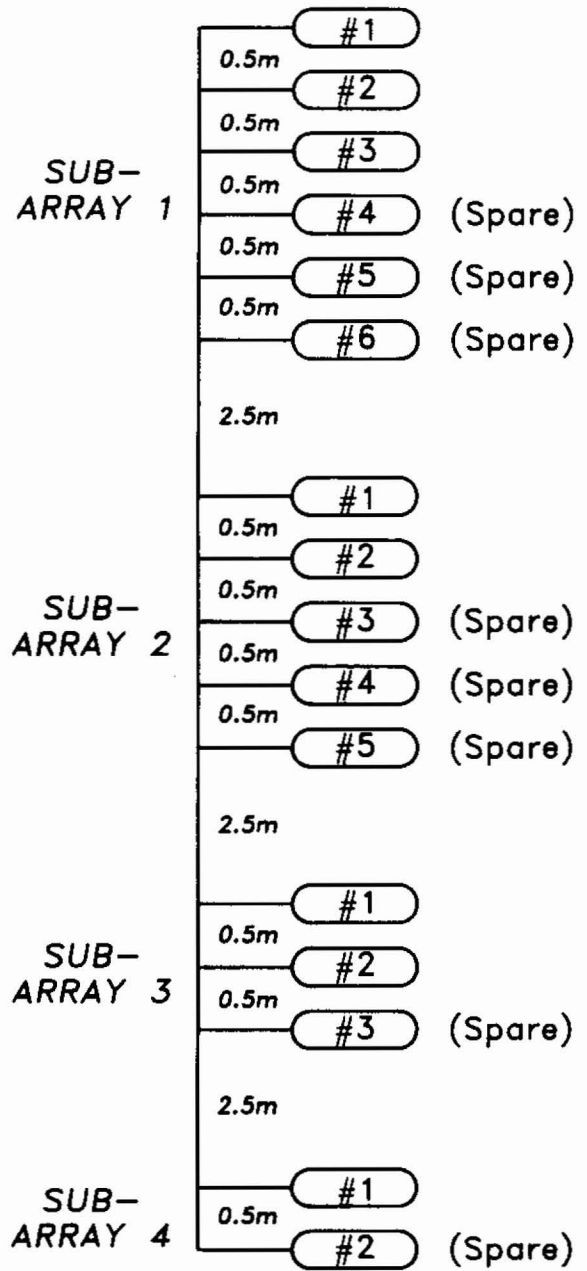 #1
0.5m
#2
0.5m
#3
SUB-
ARRAY 1
0.5m
#4 (Spare)
0.5m
#5 (Spare)
0.5m
#6 (Spare)
2.5m
#1
0.5m
#2
0.5m
SUB-
ARRAY 2
#3 (Spare)
0.5m
#4 (Spare)
0.5m
#5 (Spare)
2.5m
#1
0.5m
SUB-
ARRAY 3
#2
0.5m
#3 (Spare)
2.5m
#1
SUB-
ARRAY 4
0.5m
#2 (Spare)